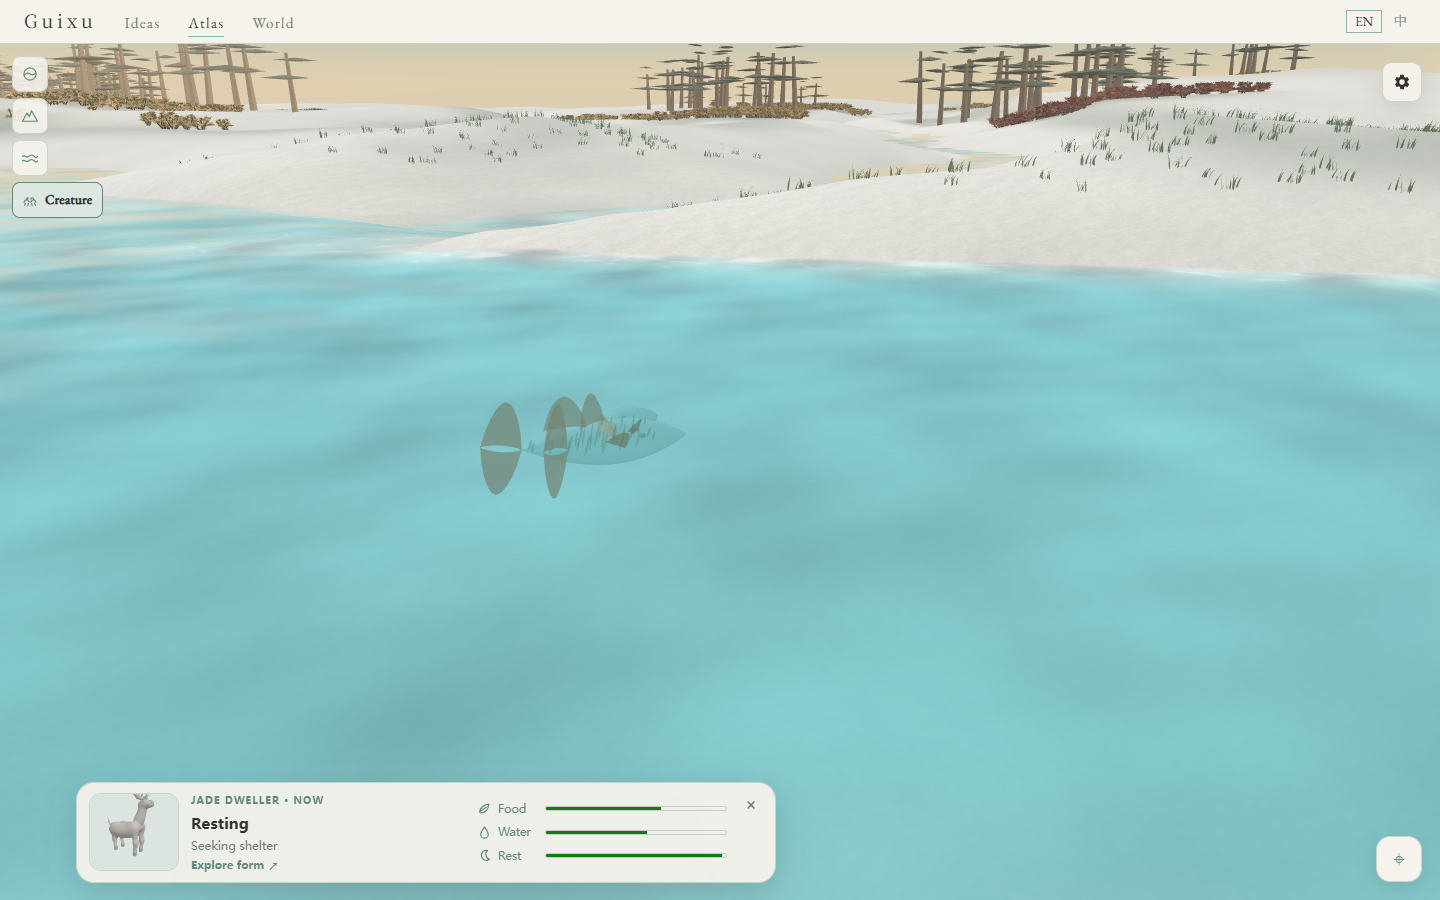 Guixu
Ideas
Atlas
World
EN
中
Creature
JADE DWELLER • NOW
Resting
Seeking shelter
Explore form ↗
Food
Water
Rest